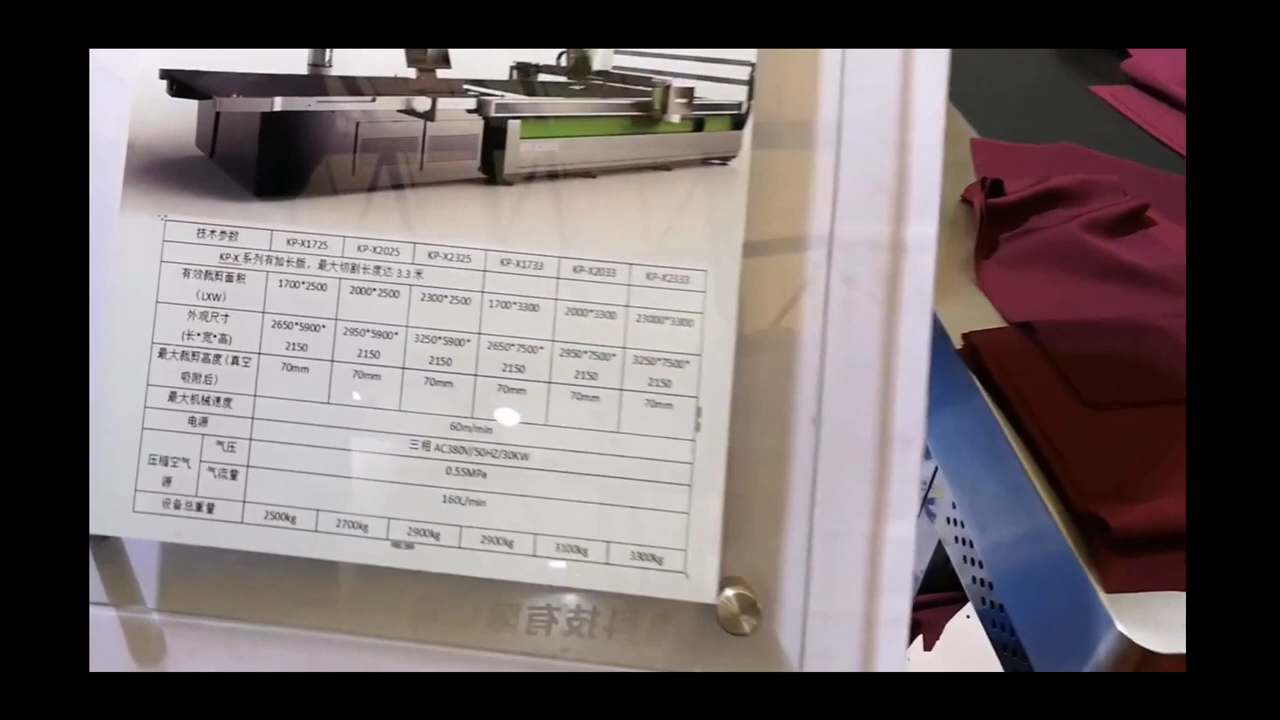 技术参数 KP-X1725 KP-X2025 KP-X2325 KP-X1733 KP-X2033 KP-X2333
KP-X 系列有加长版，最大切割长度达 3.3 米
有效裁剪面积
（LXW） 1700*2500 2000*2500 2300*2500 1700*3300 2000*3300 23000*3300
外观尺寸 2650*5900* 2950*5900* 3250*5900* 2650*7500* 2950*7500* 3250*7500*
(长*宽*高) 2150 2150 2150 2150 2150 2150
最大裁剪高度（真空 70mm 70mm 70mm 70mm 70mm 70mm
吸附后）
最大机械速度 60m/min
电源 三相 AC380V/50HZ/30KW
压缩空气 气压 0.55MPa
源 气流量 160L/min
设备总重量 2500kg 2700kg 2900kg 2900kg 3100kg 3300kg
科技有